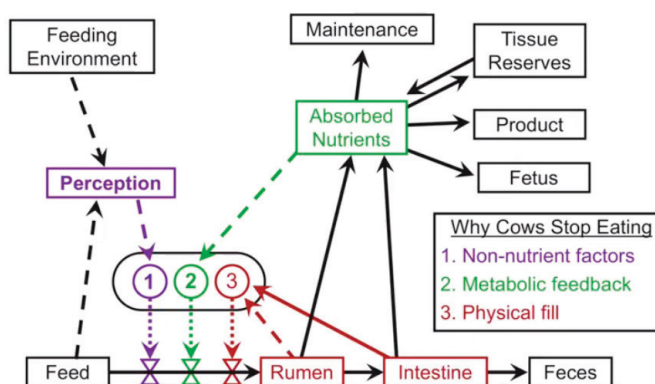 Feeding
Environment
Maintenance
Tissue
Reserves
Absorbed
Nutrients
Product
Perception
Fetus
Why Cows Stop Eating
1. Non-nutrient factors
2. Metabolic feedback
3. Physical fill
1 2 3
Feed
Rumen
Intestine
Feces